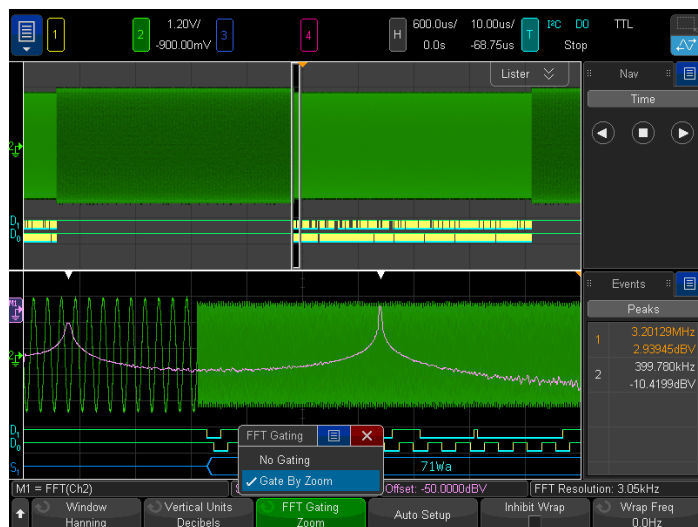 1
2
1.20V/
-900.00mV
3
4
H
600.0us/
0.0s
10.00us/
-68.75us
T
I²C
D0
Stop
TTL
Lister
Nav
Time
2
D1
D0
Events
Peaks
1
3.20129MHz
2.93945dBV
2
399.780kHz
-10.4199dBV
M1
2
D1
D0
S1
71Wa
FFT Gating
No Gating
Gate By Zoom
M1 = FFT(Ch2)
Offset: -50.0000dBV
FFT Resolution: 3.05kHz
Window
Hanning
Vertical Units
Decibels
FFT Gating
Zoom
Auto Setup
Inhibit Wrap
Wrap Freq
0.0Hz